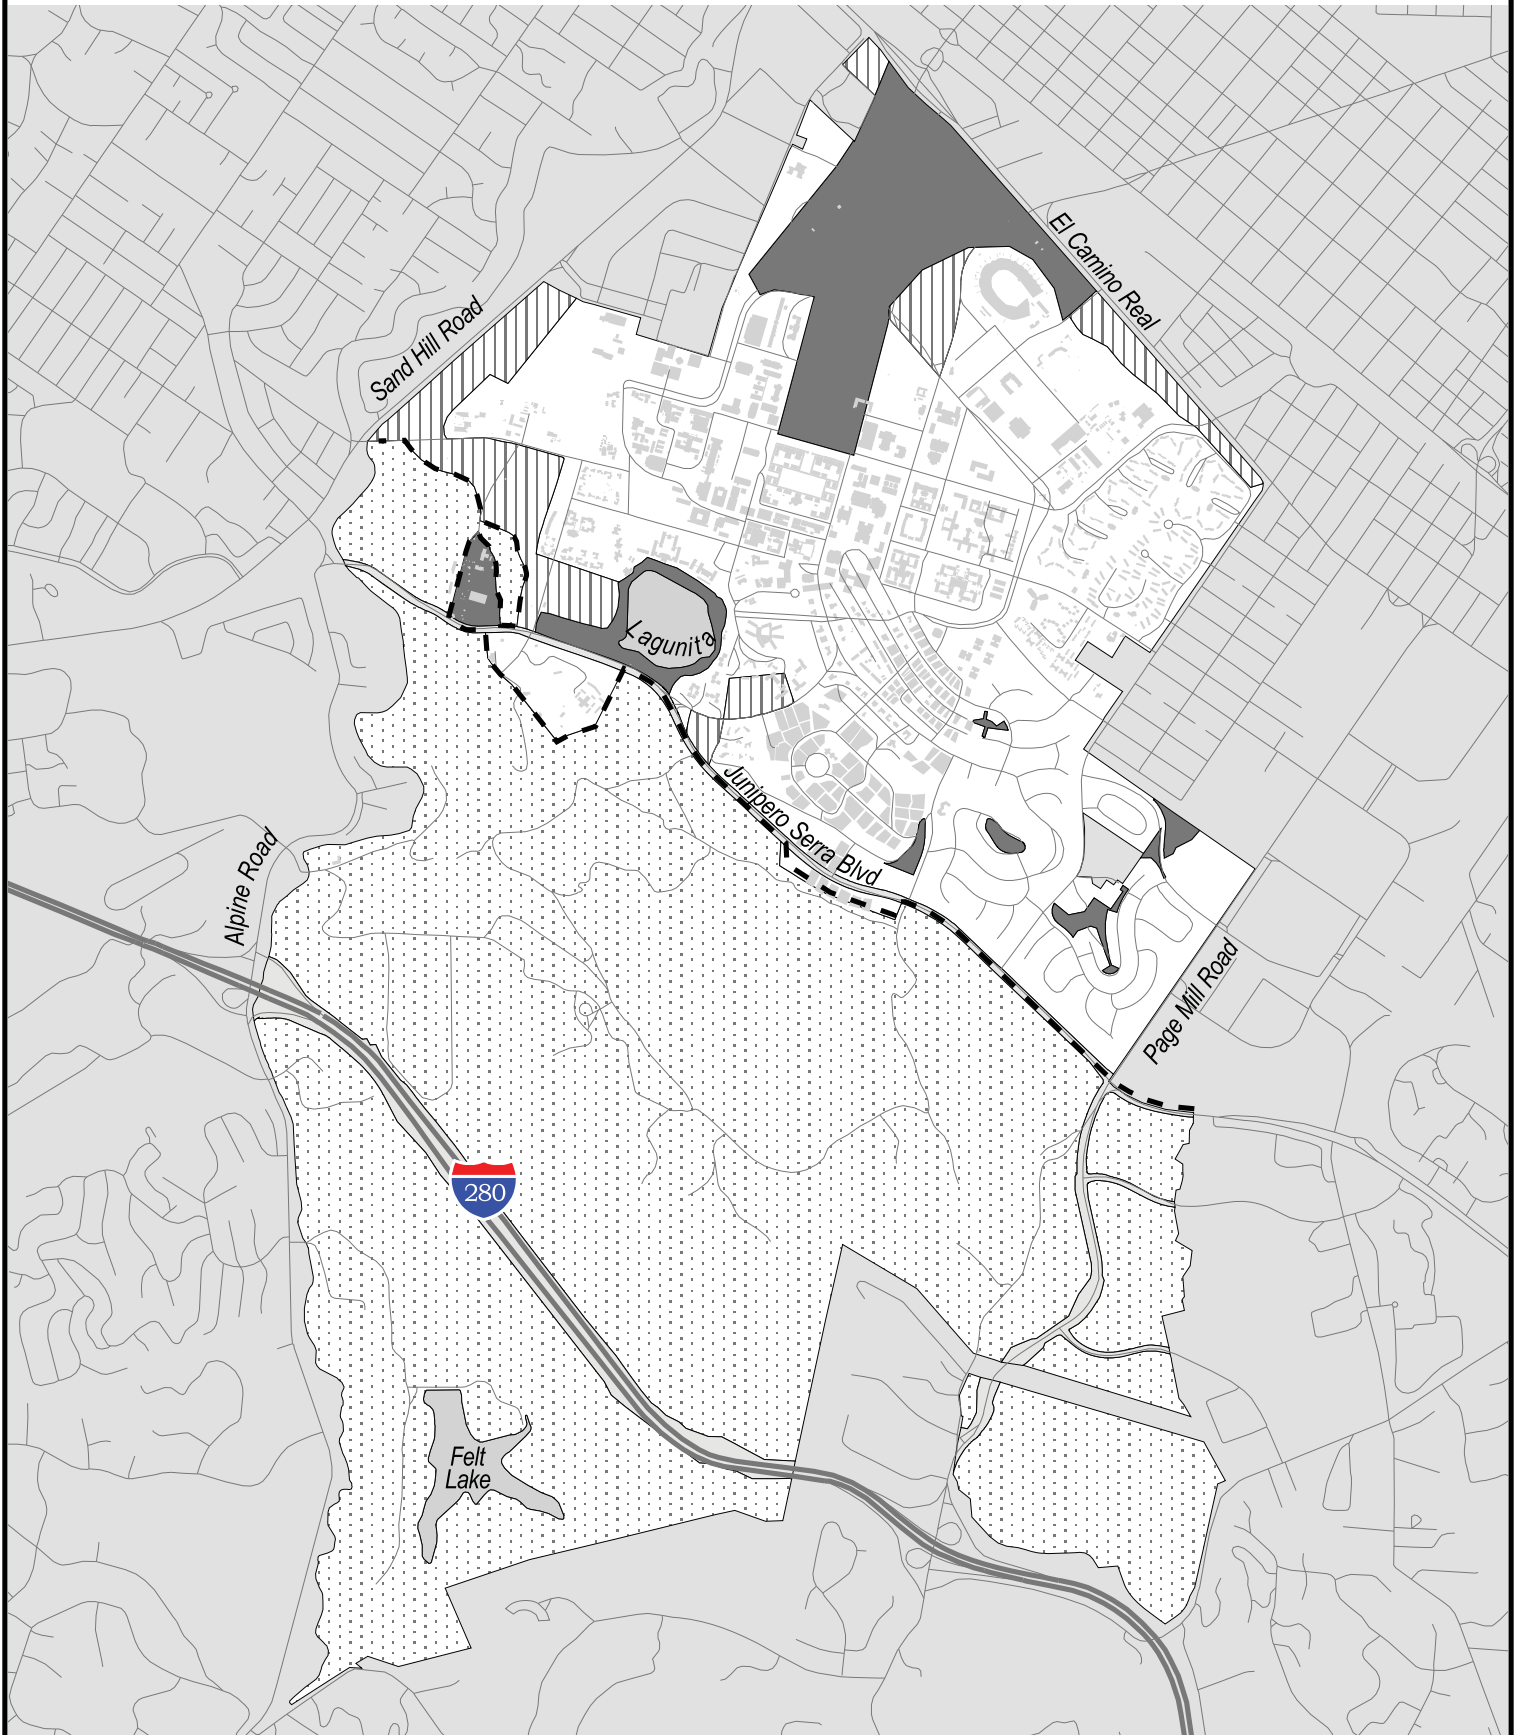 El Camino Real
Sand Hill Road
Lagunita
Junipero Serra Blvd
Alpine Road
Page Mill Road
280
Felt
Lake